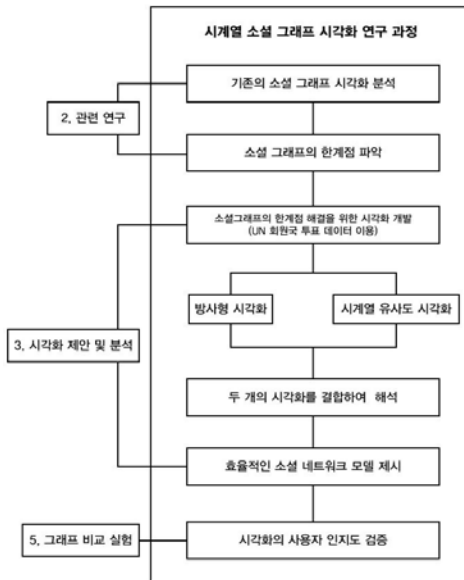 시계열 소셜 그래프 시각화 연구 과정
기존의 소셜 그래프 시각화 분석
2. 관련 연구
소셜 그래프의 한계점 파악
소셜그래프의 한계점 해결을 위한 시각화 개발
(UN 회원국 투표 데이터 이용)
방사형 시각화
시계열 유사도 시각화
3. 시각화 제안 및 분석
두 개의 시각화를 결합하여 해석
효율적인 소셜 네트워크 모델 제시
5. 그래프 비교 실험
시각화의 사용자 인지도 검증